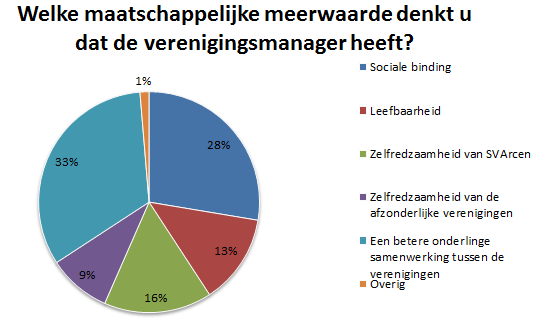 Welke maatschappelijke meerwaarde denkt u
dat de verenigingsmanager heeft?
1%
28%
33%
13%
9%
16%
Sociale binding
Leefbaarheid
Zelfredzaamheid van SVArcen
Zelfredzaamheid van de
afzonderlijke verenigingen
Een betere onderlinge
samenwerking tussen de
verenigingen
Overig